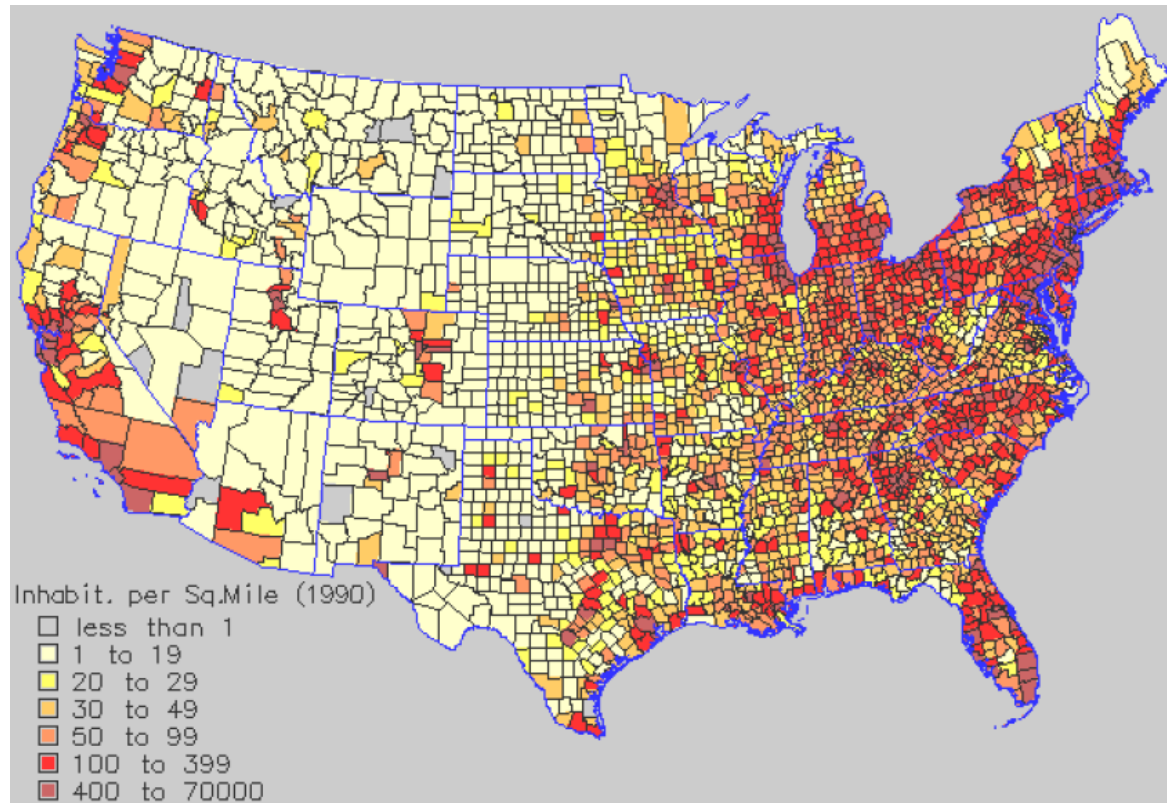 Inhabit. per Sq.Mile (1990)
less than 1
1 to 19
20 to 29
30 to 49
50 to 99
100 to 399
400 to 70000